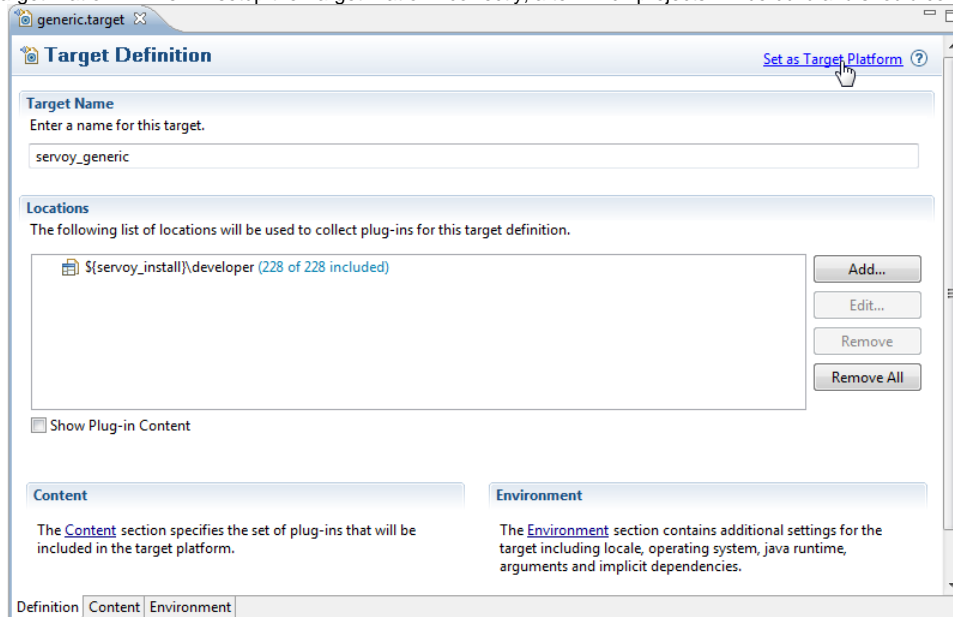 generic.target
Target Definition
Set as Target Platform
Target Name
Enter a name for this target.
servoy_generic
Locations
The following list of locations will be used to collect plug-ins for this target definition.
${servoy_install}\developer (228 of 228 included)
Add...
Edit...
Remove
Remove All
Show Plug-in Content
Content
Environment
The Content section specifies the set of plug-ins that will be
included in the target platform.
The Environment section contains additional settings for the
target including locale, operating system, java runtime,
arguments and implicit dependencies.
Definition Content Environment